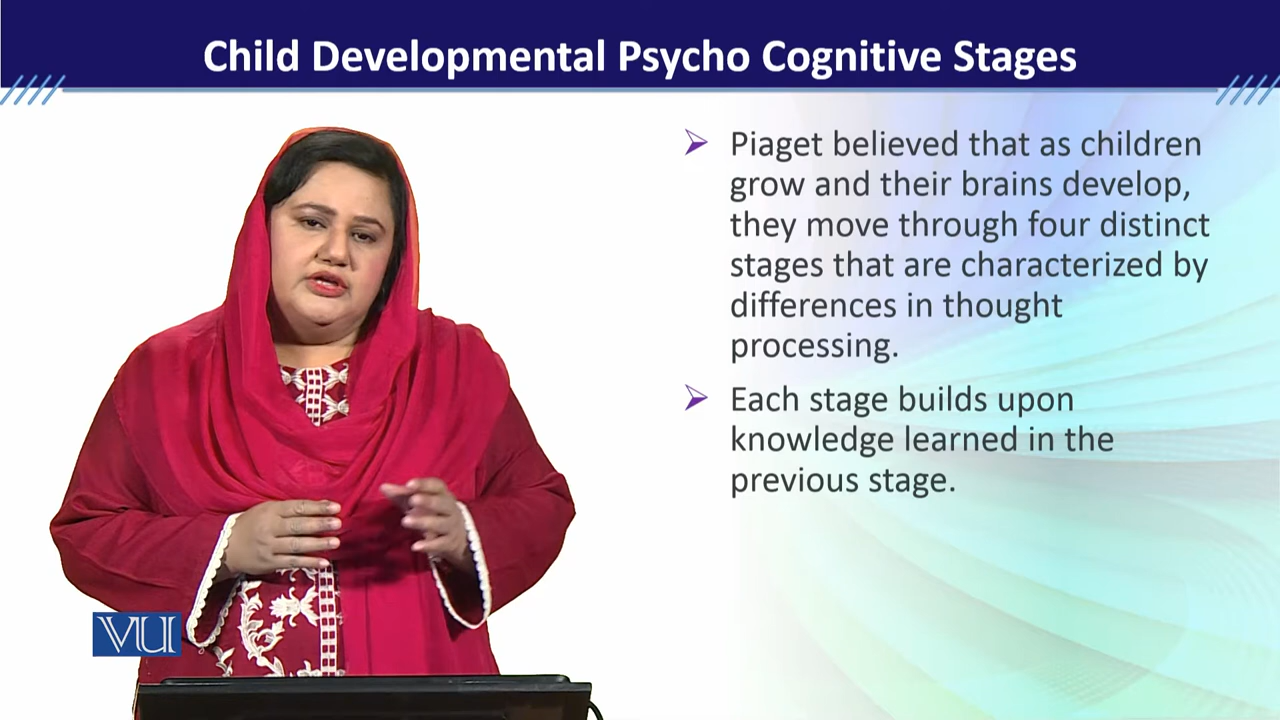 Child Developmental Psycho Cognitive Stages
Piaget believed that as children
grow and their brains develop,
they move through four distinct
stages that are characterized by
differences in thought
processing.
Each stage builds upon
knowledge learned in the
previous stage.
VU